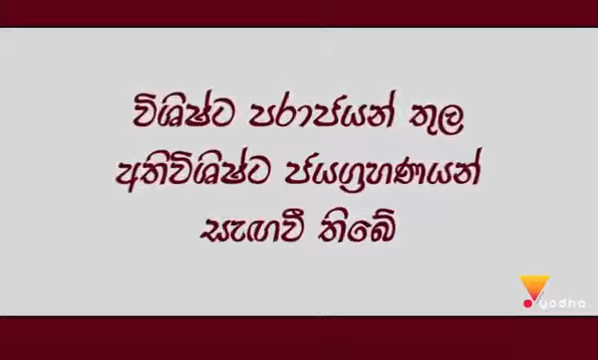 විශිෂ්ට පරාජයන් තුල
අතිවිශිෂ්ට ජයග්‍රහණයන්
සැඟවී තිබේ
yodha